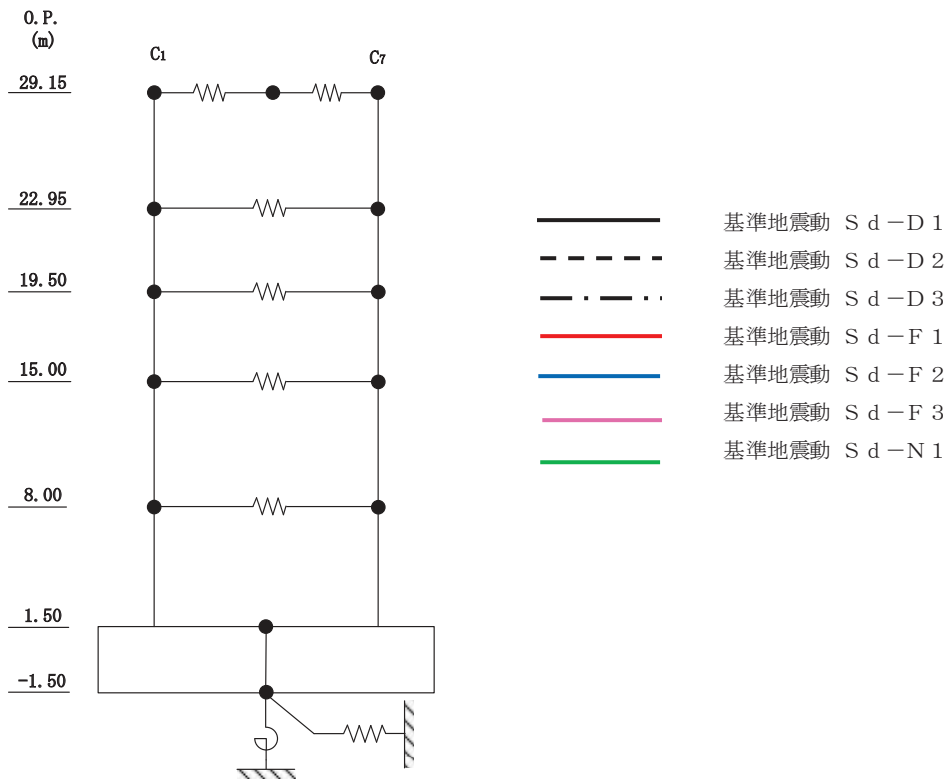 O.P.
(m)
C1
C7
29.15
22.95
19.50
15.00
8.00
1.50
-1.50
基準地震動 Ｓｄ－Ｄ１
基準地震動 Ｓｄ－Ｄ２
基準地震動 Ｓｄ－Ｄ３
基準地震動 Ｓｄ－Ｆ１
基準地震動 Ｓｄ－Ｆ２
基準地震動 Ｓｄ－Ｆ３
基準地震動 Ｓｄ－Ｎ１